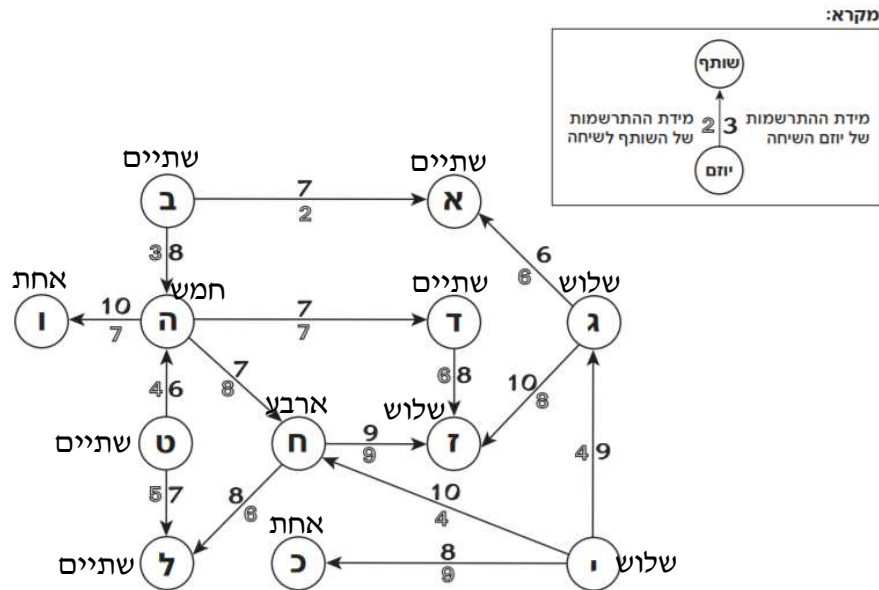 מקרא:
שותף
מידת ההתרשמות של יוזם השיחה
3
2
מידת ההתרשמות של השותף לשיחה
יוזם
שתיים
א
7
2
שתיים
ב
3 8
6
6
שלוש
ג
שתיים
ד
7
7
חמש
ה
10
7
אחת
ו
6 8
10
8
7
8
4 6
שלוש
ז
9
9
ארבע
ח
ט
שתיים
4 9
10
4
8
6
5 7
שלוש
י
8
9
אחת
כ
ל
שתיים